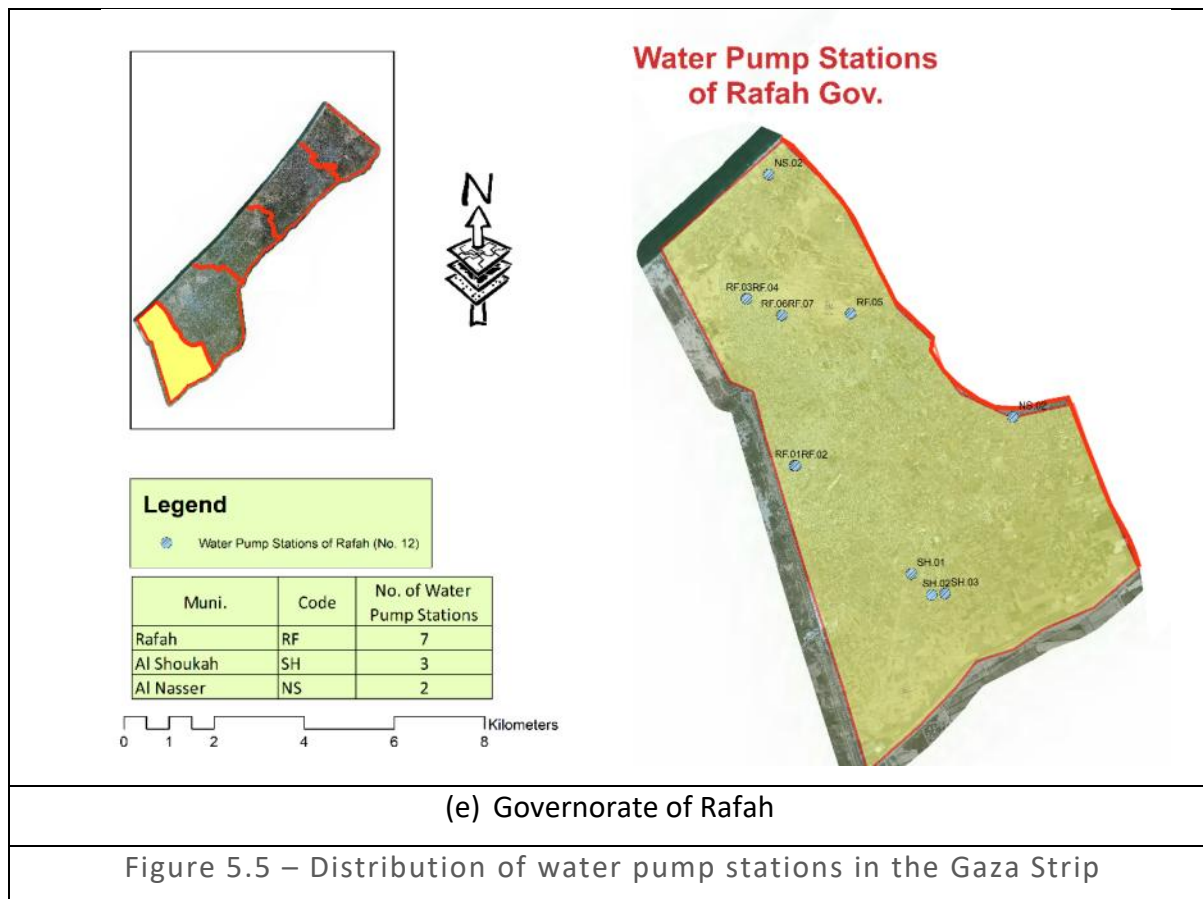 Water Pump Stations
of Rafah Gov.
N
NS.02
RF.03RF.04
RF.06RF.07
RF.05
NS.02
RF.01RF.02
SH.01
SH.02SH.03
Legend
Water Pump Stations of Rafah (No. 12)
Muni. Code No. of Water Pump Stations
Rafah RF 7
Al Shoukah SH 3
Al Nasser NS 2
Kilometers
0 1 2 4 6 8
(e) Governorate of Rafah
Figure 5.5 – Distribution of water pump stations in the Gaza Strip